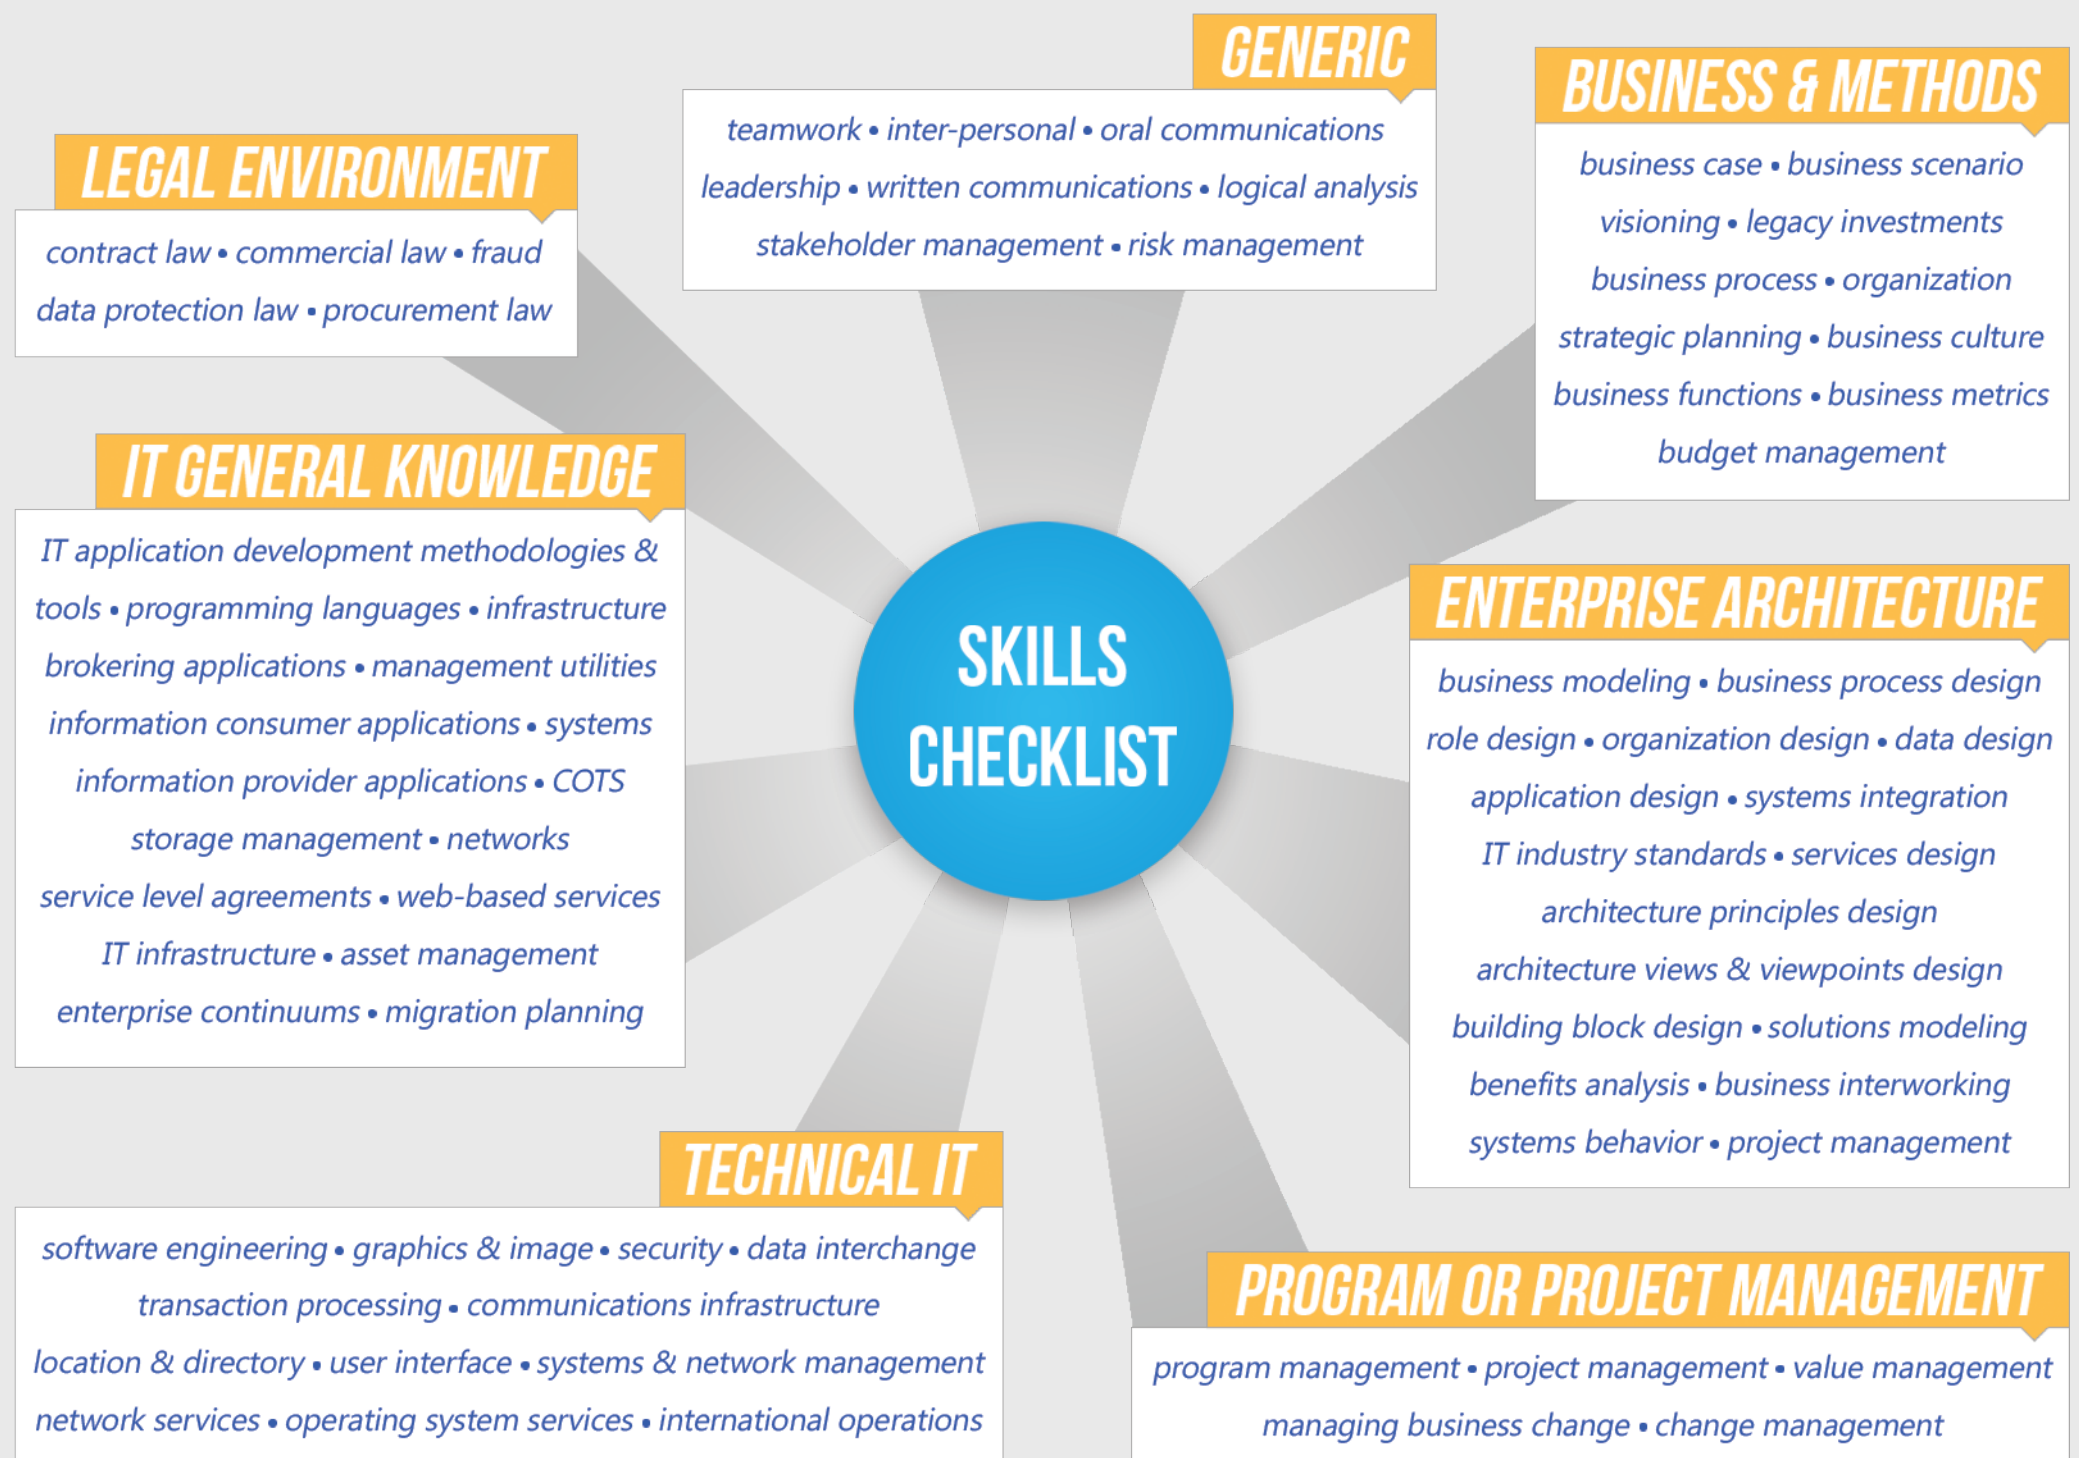 GENERIC
teamwork • inter-personal • oral communications
leadership • written communications • logical analysis
stakeholder management • risk management
BUSINESS & METHODS
business case • business scenario
visioning • legacy investments
business process • organization
strategic planning • business culture
business functions • business metrics
budget management
LEGAL ENVIRONMENT
contract law • commercial law • fraud
data protection law • procurement law
IT GENERAL KNOWLEDGE
IT application development methodologies &
tools • programming languages • infrastructure
brokering applications • management utilities
information consumer applications • systems
information provider applications • COTS
storage management • networks
service level agreements • web-based services
IT infrastructure • asset management
enterprise continuums • migration planning
SKILLS
CHECKLIST
ENTERPRISE ARCHITECTURE
business modeling • business process design
role design • organization design • data design
application design • systems integration
IT industry standards • services design
architecture principles design
architecture views & viewpoints design
building block design • solutions modeling
benefits analysis • business interworking
systems behavior • project management
TECHNICAL IT
software engineering • graphics & image • security • data interchange
transaction processing • communications infrastructure
location & directory • user interface • systems & network management
network services • operating system services • international operations
PROGRAM OR PROJECT MANAGEMENT
program management • project management • value management
managing business change • change management